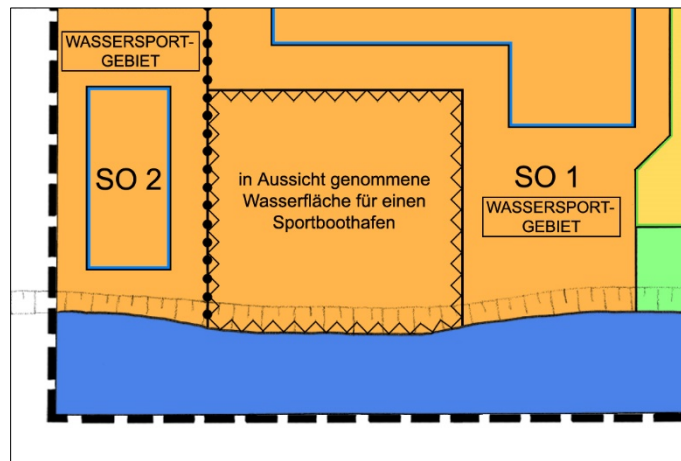 WASSERSPORT-
GEBIET
SO 2
in Aussicht genommene
Wasserfläche für einen
Sportboothafen
SO 1
WASSERSPORT-
GEBIET